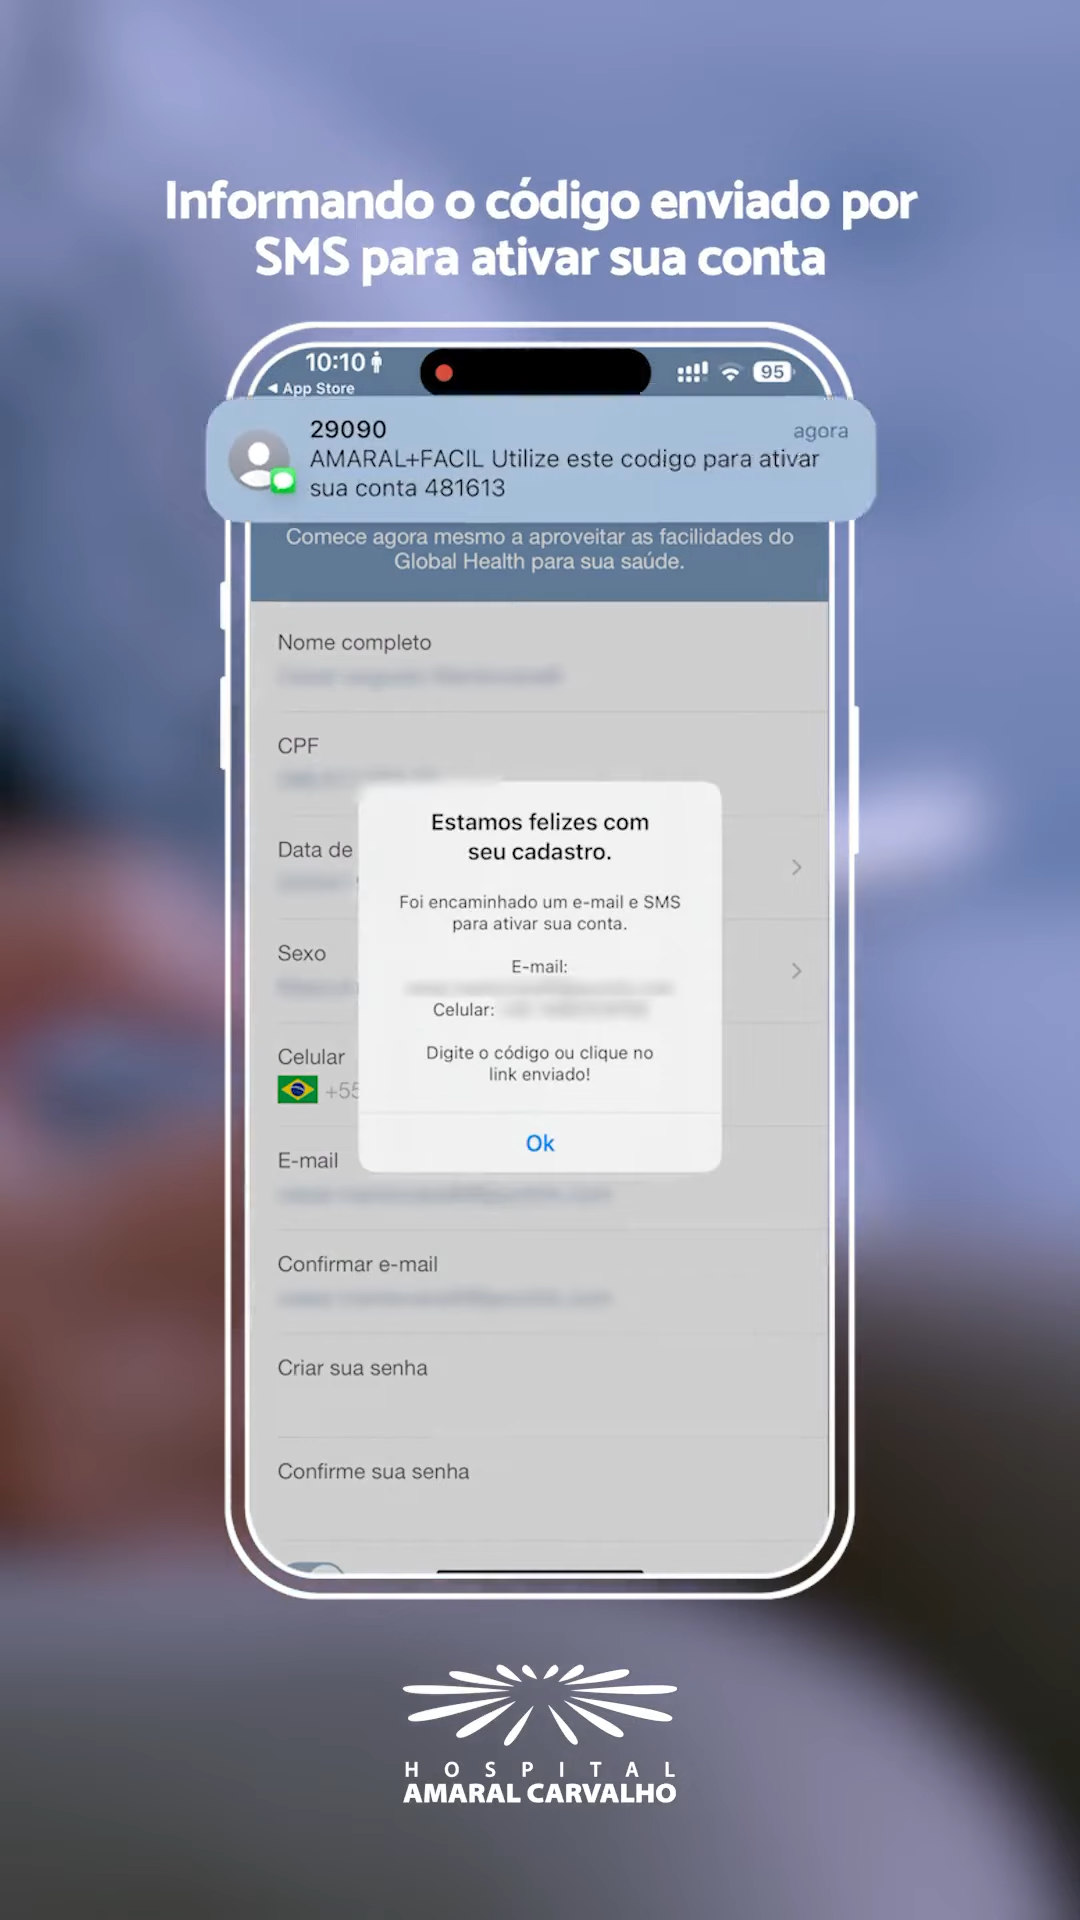 Informando o código enviado por
SMS para ativar sua conta
10:10
95
◀ App Store
29090
agora
AMARAL+FACIL Utilize este codigo para ativar
sua conta 481613
Comece agora mesmo a aproveitar as facilidades do
Global Health para sua saúde.
Nome completo
CPF
Data de
Sexo
Celular
+55
E-mail
Confirmar e-mail
Criar sua senha
Confirme sua senha
Estamos felizes com
seu cadastro.
Foi encaminhado um e-mail e SMS
para ativar sua conta.
E-mail:
Celular:
Digite o código ou clique no
link enviado!
Ok
HOSPITAL
AMARAL CARVALHO